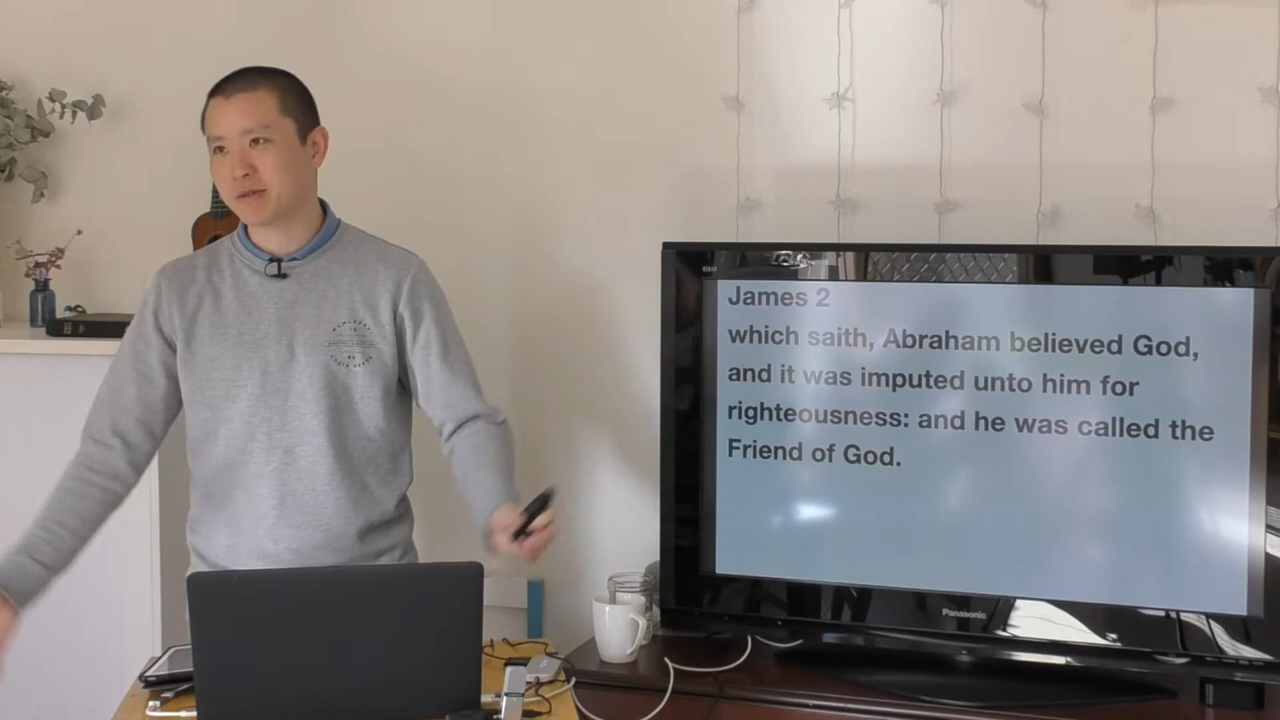 James 2
which saith, Abraham believed God,
and it was imputed unto him for
righteousness: and he was called the
Friend of God.
Panasonic